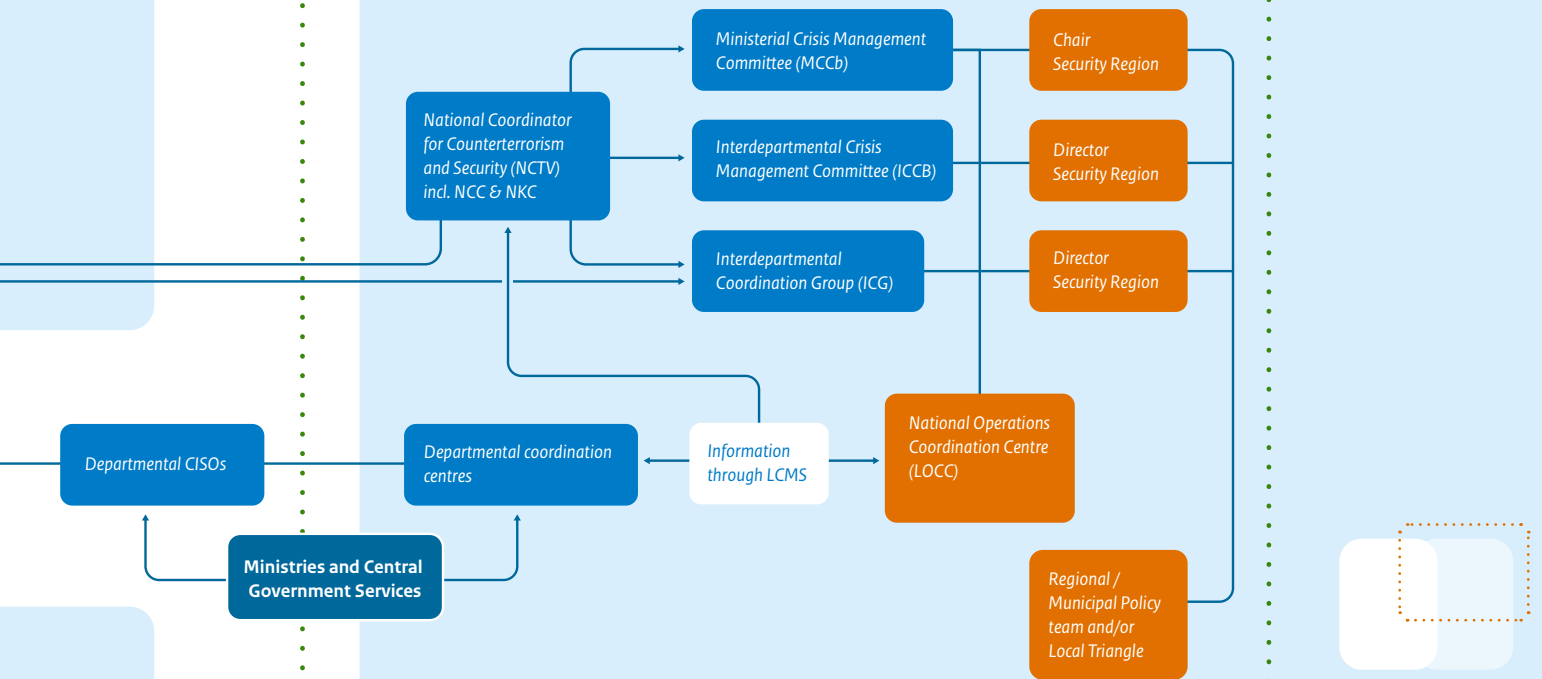 Ministerial Crisis Management
Committee (MCCb)
Chair
Security Region
National Coordinator
for Counterterrorism
and Security (NCTV)
incl. NCC & NKC
Interdepartmental Crisis
Management Committee (ICCB)
Director
Security Region
Interdepartmental
Coordination Group (ICG)
Director
Security Region
Departmental CISOs
Departmental coordination
centres
Information
through LCMS
National Operations
Coordination Centre
(LOCC)
Ministries and Central
Government Services
Regional /
Municipal Policy
team and/or
Local Triangle